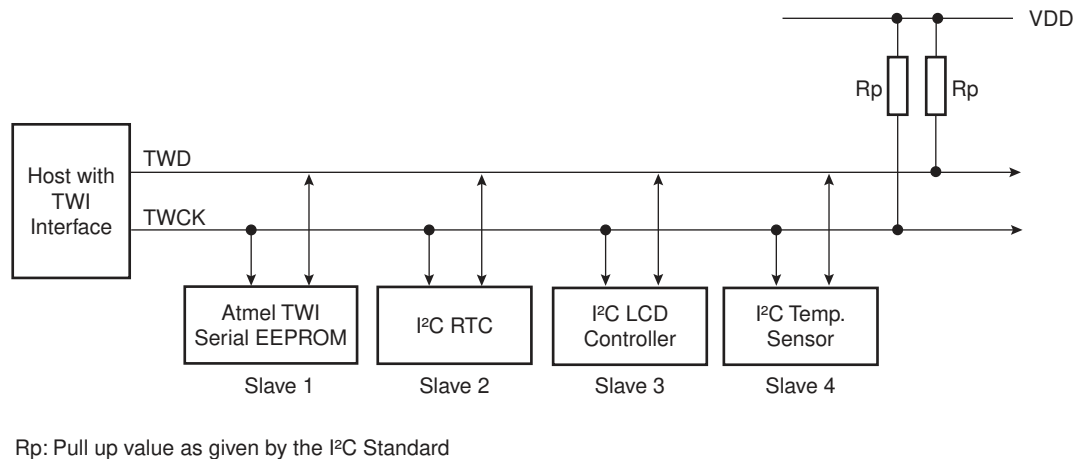 VDD
Rp
Rp
Host with
TWI
Interface
TWD
TWCK
Atmel TWI
Serial EEPROM
I²C RTC
I²C LCD
Controller
I²C Temp.
Sensor
Slave 1
Slave 2
Slave 3
Slave 4
Rp: Pull up value as given by the I²C Standard